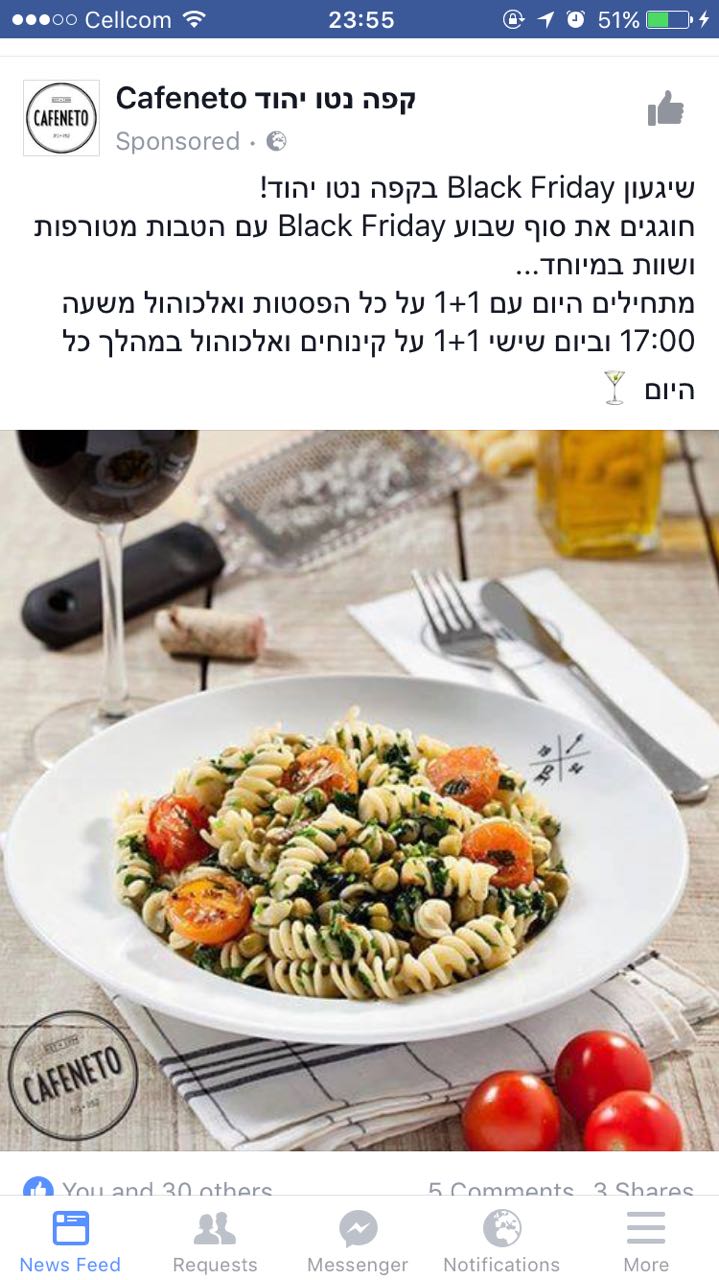 Cellcom
23:55
51%
CAFENETO
Cafeneto קפה נטו יהוד
Sponsored
שיגעון Black Friday בקפה נטו יהוד!
חוגגים את סוף שבוע Black Friday עם הטבות מטורפות
ושוות במיוחד...
מתחילים היום עם 1+1 על כל הפסטות ואלכוהול משעה
17:00 וביום שישי 1+1 על קינוחים ואלכוהול במהלך כל
היום 🍸
CAFENETO
You and 30 others
5 Comments 3 Shares
News Feed
Requests
Messenger
Notifications
More